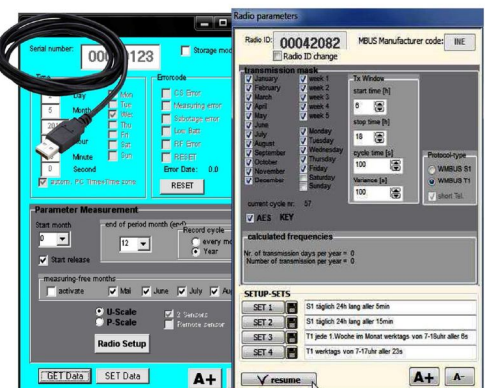 Serial number:
123
Storage mod
Time
5
Day
Month
Hour
Minute
0
Second
Mon
Tue
Wed
Thu
Fri
Sat
Sun
Errorcode
CS Error
Measuring error
Sabotage error
Low Batt
RF Error
RESET
Error Date: 0.0
RESET
Parameter Measurement
Start month
0
end of period month (end)
12
Record cycle
every mo
Year
Start release
measuring-free months
activate
Mai
June
July
Au
U-Scale
P-Scale
2 Sensors
Remote sensor
Radio Setup
GET Data
SET Data
A+
Radio parameters
Radio ID:
00042082
MBUS Manufacturer code:
INE
Radio ID change
transmission mask
January
February
March
April
May
June
July
August
September
October
November
December
week 1
week 2
week 3
week 4
week 5
Monday
Tuesday
Wednesday
Thursday
Friday
Saturday
Sunday
Tx Window
start time [h]
6
stop time [h]
18
cycle time [s]
100
Variance [s]
100
Protocol-type
WMBUS S1
WMBUS T1
short Tel.
current cycle nr: 57
AES KEY
calculated frequencies
Nr. of transmission days per year = 0
Number of transmission per year = 0
SETUP-SETS
SET 1
S1 täglich 24h lang aller 5min
SET 2
S1 täglich 24h lang aller 15min
SET 3
T1 jede 1.Woche im Monat werktags von 7-18uhr aller 6s
SET 4
T1 werktags von 7-17uhr aller 23s
resume
A+
A-